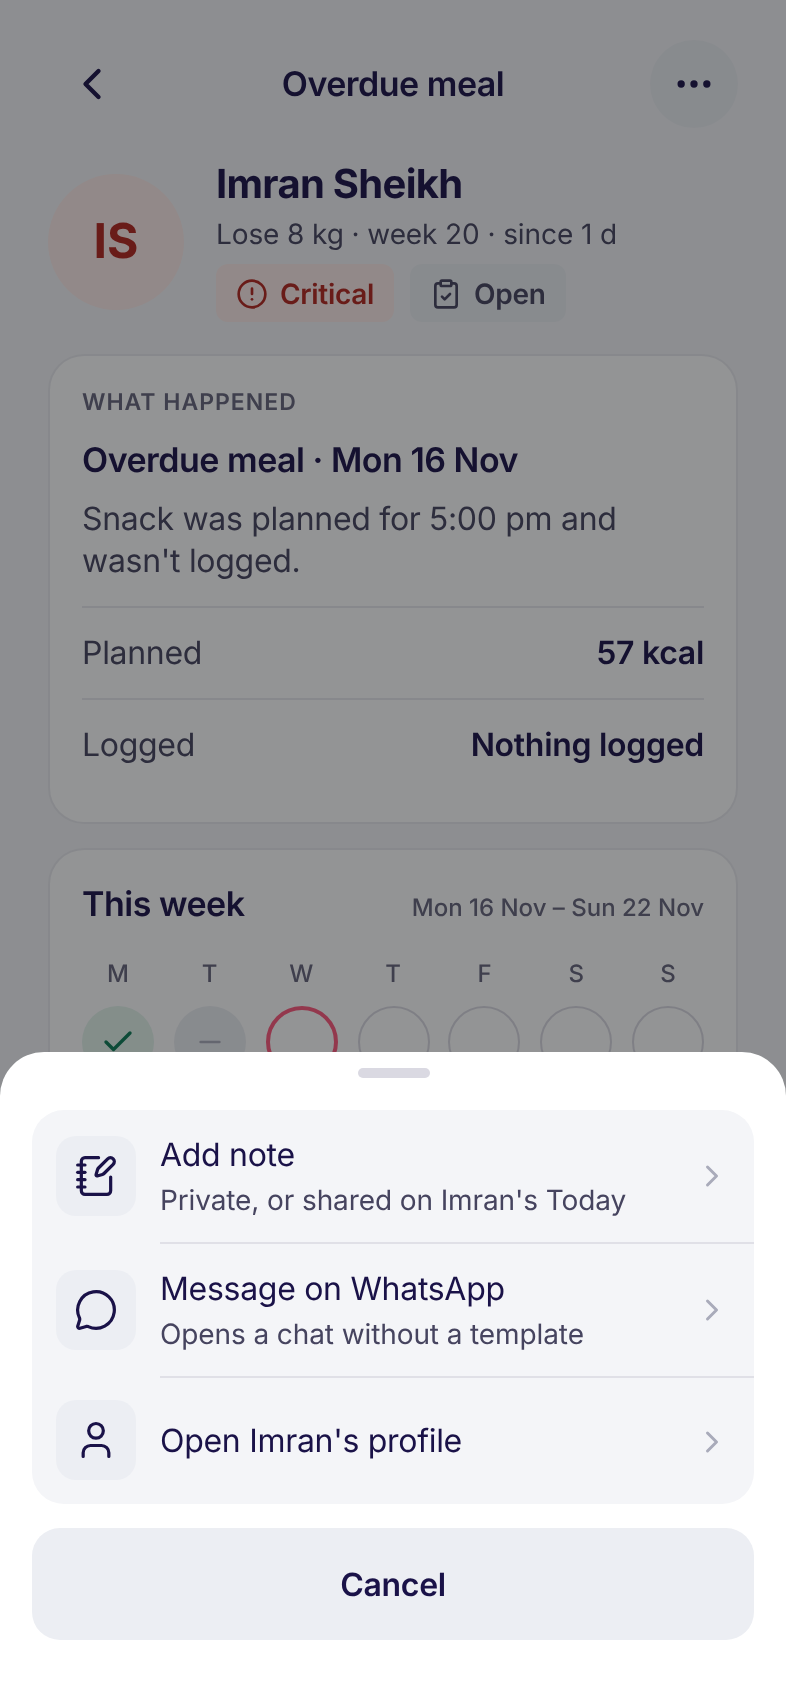 Overdue meal
IS
Imran Sheikh
Lose 8 kg · week 20 · since 1 d
Critical
Open
WHAT HAPPENED
Overdue meal · Mon 16 Nov
Snack was planned for 5:00 pm and
wasn't logged.
Planned
57 kcal
Logged
Nothing logged
This week
Mon 16 Nov – Sun 22 Nov
M T W T F S S
Add note
Private, or shared on Imran's Today
Message on WhatsApp
Opens a chat without a template
Open Imran's profile
Cancel